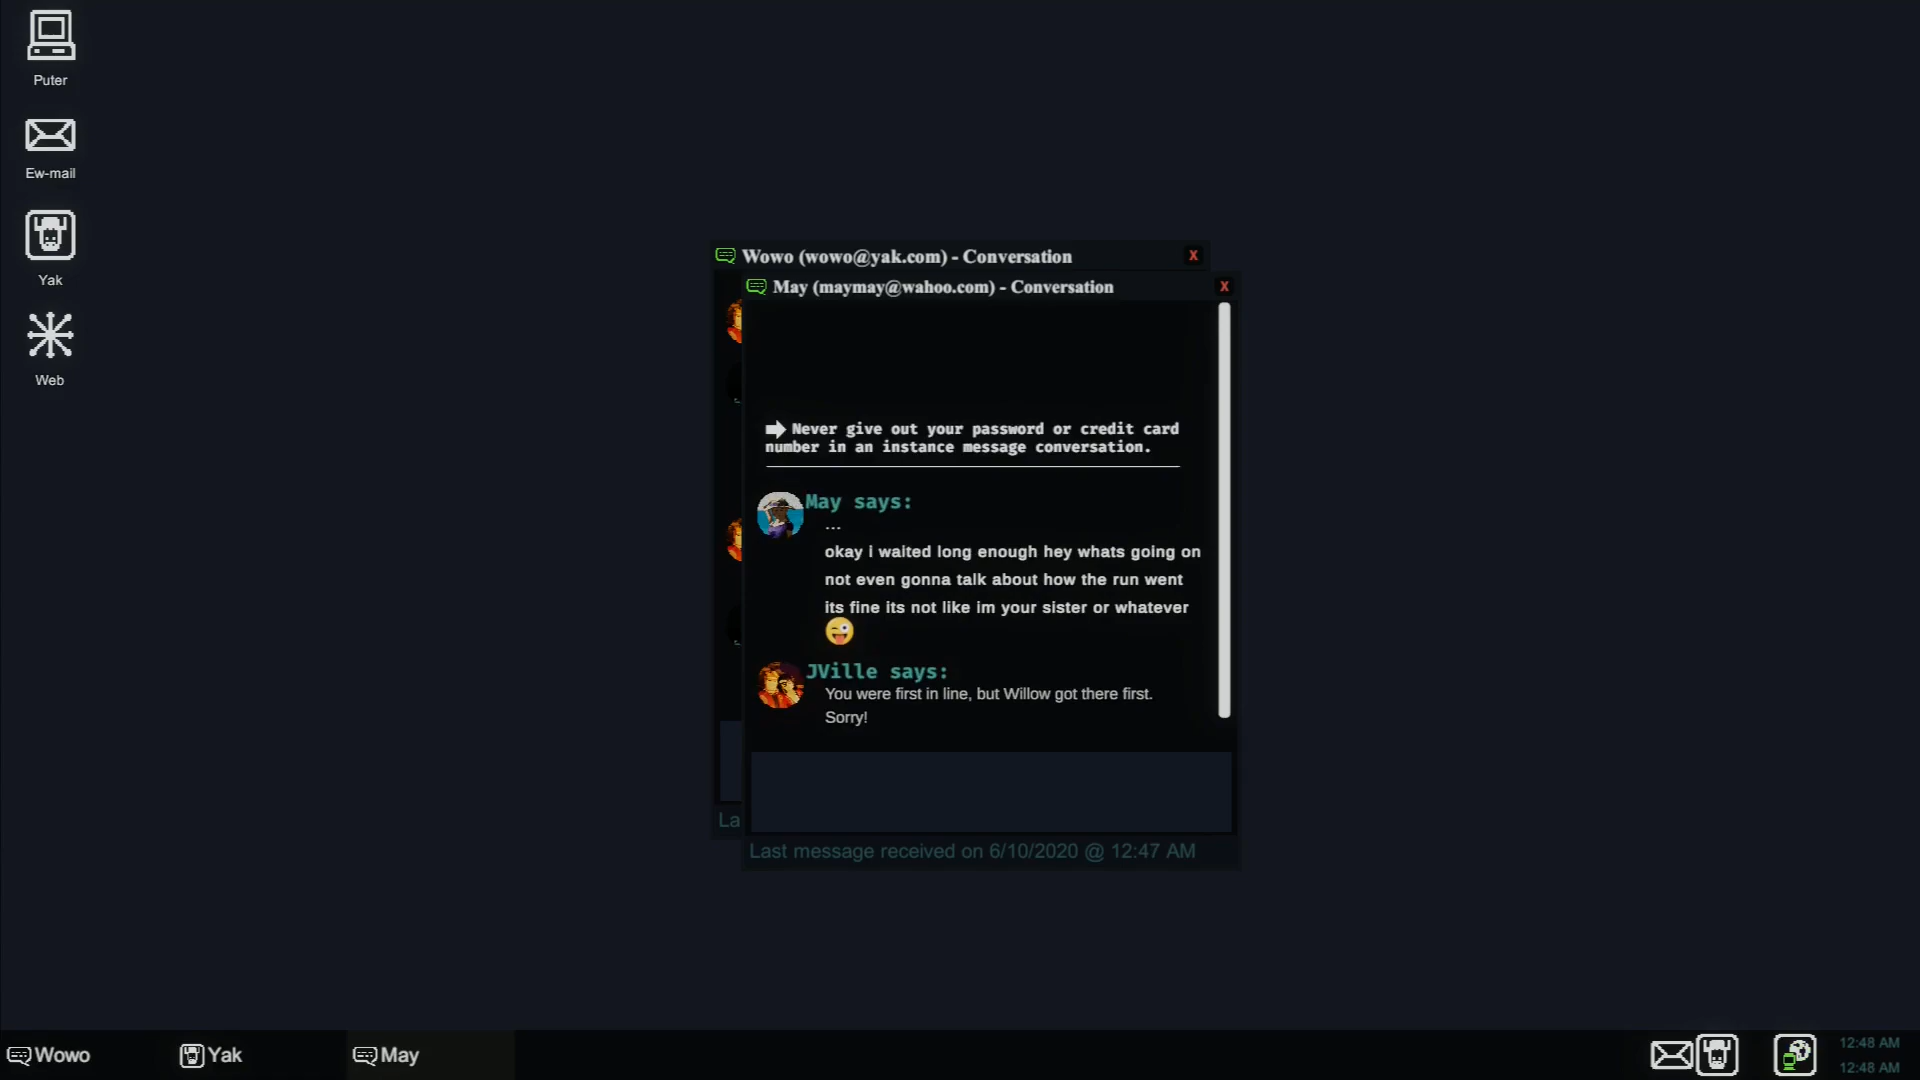 Puter
Ew-mail
Yak
Web
Wowo (wowo@yak.com) - Conversation
X
May (maymay@wahoo.com) - Conversation
X
Never give out your password or credit card
number in an instance message conversation.
May says:
...
okay i waited long enough hey whats going on
not even gonna talk about how the run went
its fine its not like im your sister or whatever
JVille says:
You were first in line, but Willow got there first.
Sorry!
La
Last message received on 6/10/2020 @ 12:47 AM
Wowo
Yak
May
12:48 AM
12:48 AM